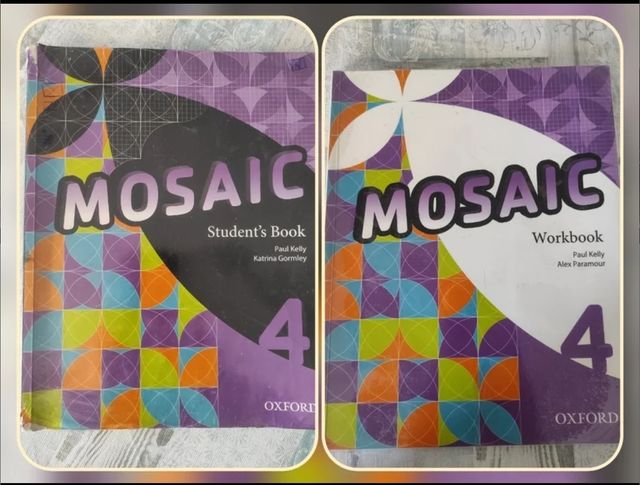 MOSAIC
Student's Book
Paul Kelly
Katrina Gormley
4
OXFORD
MOSAIC
Workbook
Paul Kelly
Alex Paramour
4
OXFORD